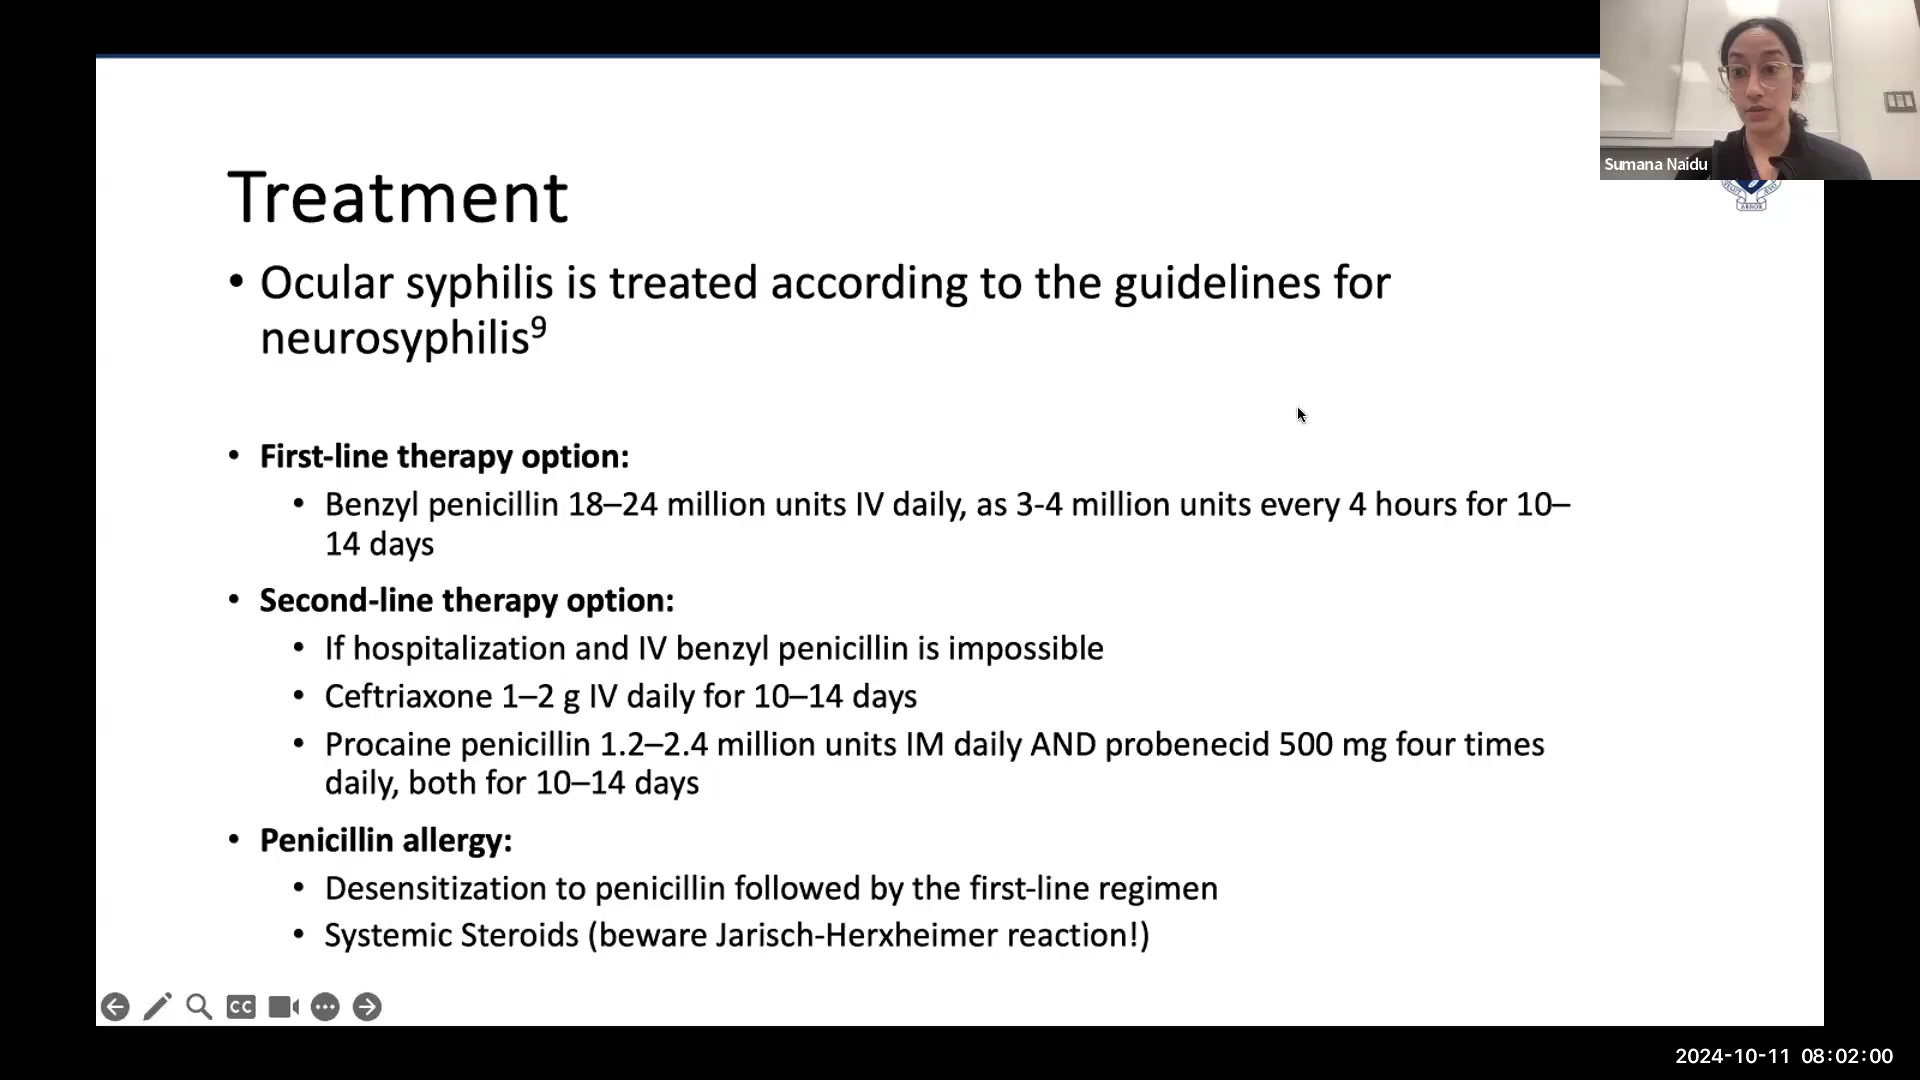 Sumana Naidu
ARBOR
Treatment
• Ocular syphilis is treated according to the guidelines for
neurosyphilis⁹
• First-line therapy option:
• Benzyl penicillin 18–24 million units IV daily, as 3-4 million units every 4 hours for 10–
14 days
• Second-line therapy option:
• If hospitalization and IV benzyl penicillin is impossible
• Ceftriaxone 1–2 g IV daily for 10–14 days
• Procaine penicillin 1.2–2.4 million units IM daily AND probenecid 500 mg four times
daily, both for 10–14 days
• Penicillin allergy:
• Desensitization to penicillin followed by the first-line regimen
• Systemic Steroids (beware Jarisch-Herxheimer reaction!)
CC
2024-10-11 08:02:00